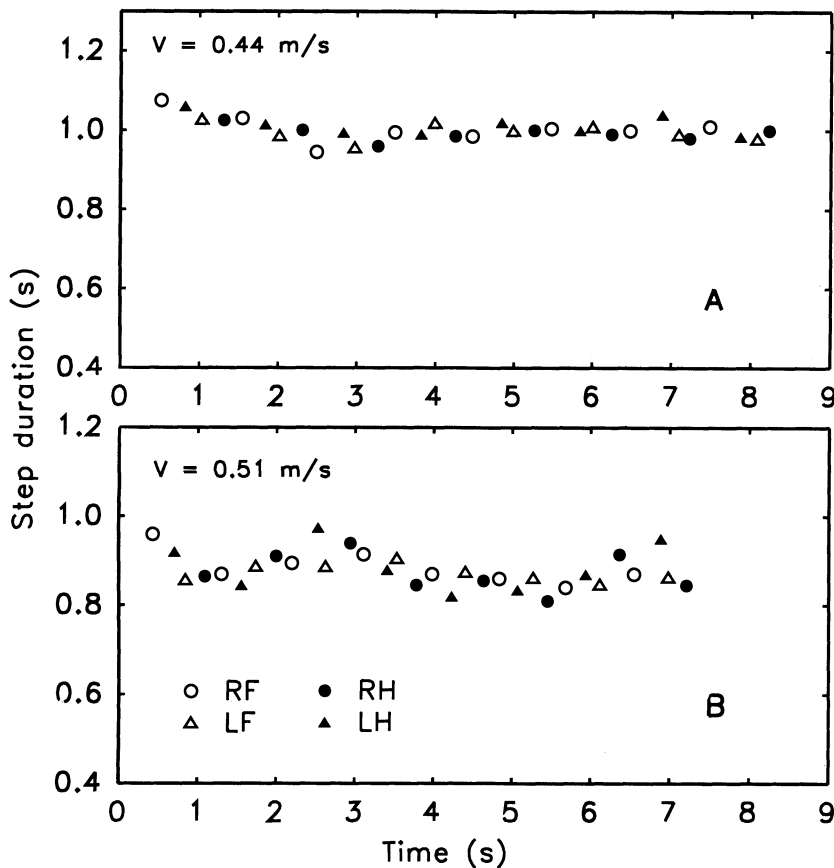 Step duration (s)
1.2
1.0
0.8
0.6
0.4
V = 0.44 m/s
A
0 1 2 3 4 5 6 7 8 9
1.2
1.0
0.8
0.6
0.4
V = 0.51 m/s
RF RH
LF LH
B
0 1 2 3 4 5 6 7 8 9
Time (s)